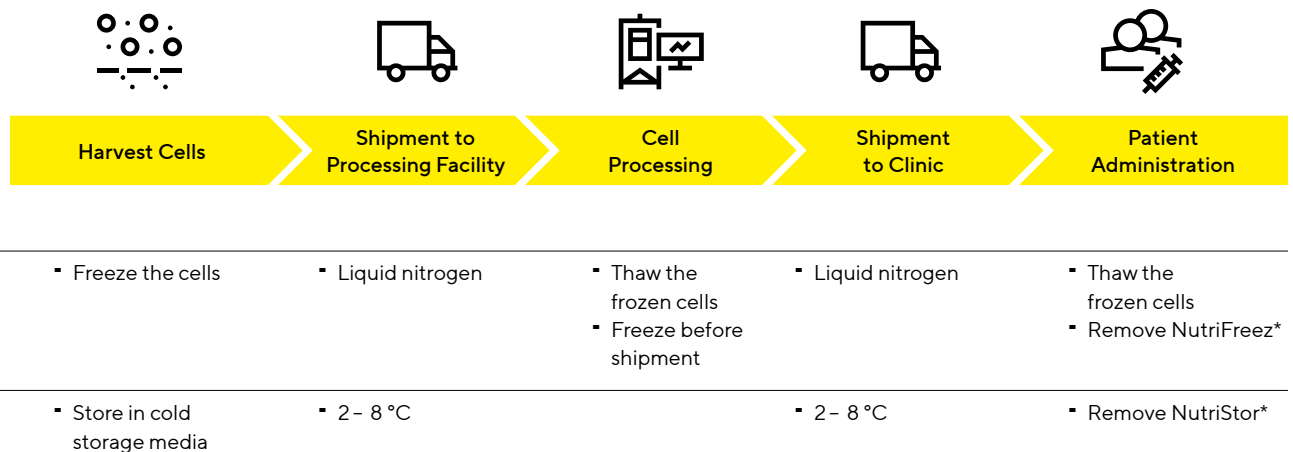 Harvest Cells
Shipment to
Processing Facility
Cell
Processing
Shipment
to Clinic
Patient
Administration
▪ Freeze the cells
▪ Liquid nitrogen
▪ Thaw the
frozen cells
▪ Freeze before
shipment
▪ Liquid nitrogen
▪ Thaw the
frozen cells
▪ Remove NutriFreez*
▪ Store in cold
storage media
▪ 2– 8 °C
▪ 2– 8 °C
▪ Remove NutriStor*